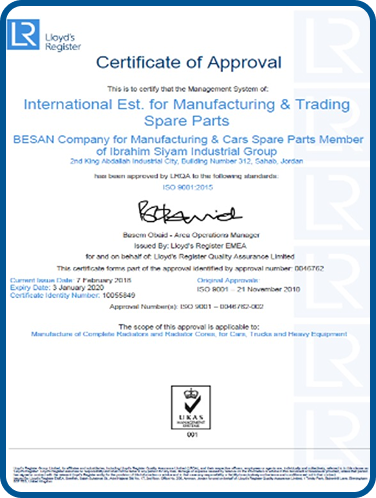 LR
Lloyd's
Register
Certificate of Approval
This is to certify that the Management System of:
International Est. for Manufacturing & Trading
Spare Parts
BESAN Company for Manufacturing & Cars Spare Parts Member
of Ibrahim Siyam Industrial Group
2nd King Abdallah Industrial City, Building Number 312, Sahab, Jordan
has been approved by LRQA to the following standards:
ISO 9001:2015
Basem Obaid - Area Operations Manager
Issued By: Lloyd's Register EMEA
for and on behalf of: Lloyd's Register Quality Assurance Limited
This certificate forms part of the approval identified by approval number: 0046762
Current Issue Date: 7 February 2018
Expiry Date: 3 January 2020
Certificate Identity Number: 10055849
Original Approvals:
ISO 9001 – 21 November 2010
Approval Number(s): ISO 9001 – 0046762-002
The scope of this approval is applicable to:
Manufacture of Complete Radiators and Radiator Cores, for Cars, Trucks and Heavy Equipment
UKAS
MANAGEMENT
SYSTEMS
001